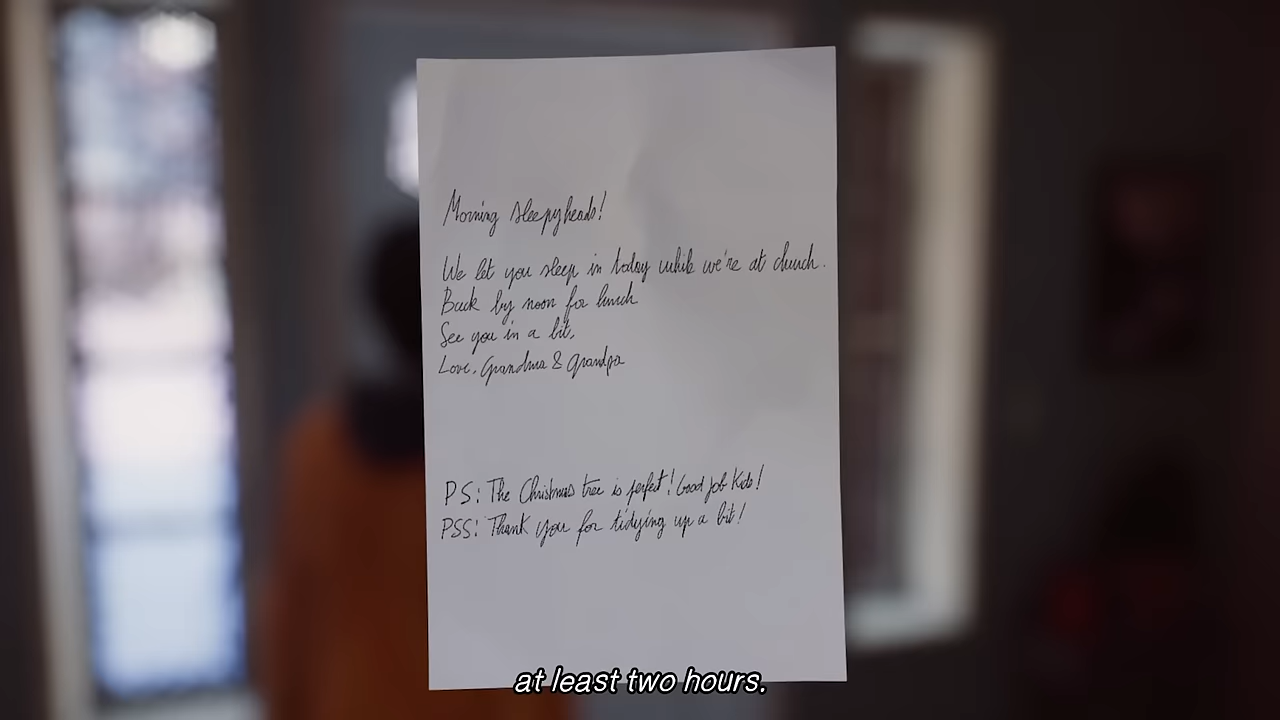 Morning sleepyheads!
We let you sleep in today while we're at church.
Back by noon for lunch
See you in a bit,
Love, Grandma & Grandpa
PS: The Christmas tree is perfect! Good job kids!
PSS: Thank you for tidying up a bit!
at least two hours.